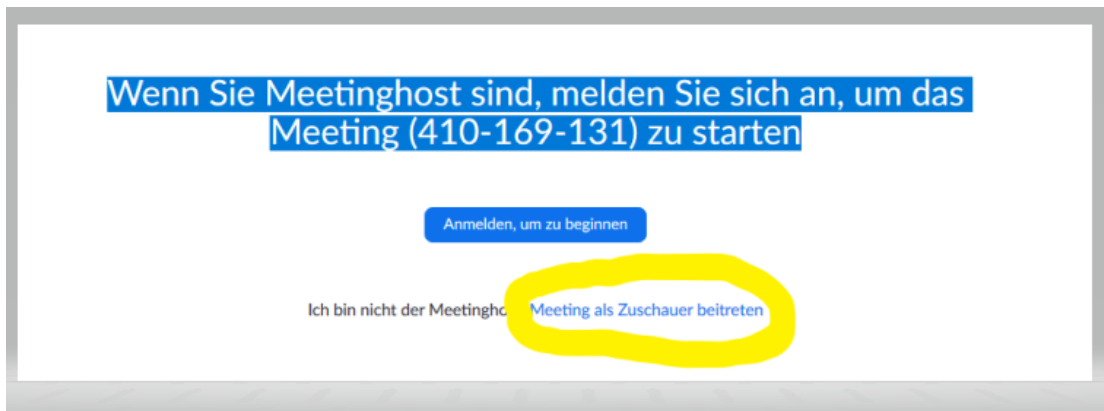 Wenn Sie Meetinghost sind, melden Sie sich an, um das
Meeting (410-169-131) zu starten
Anmelden, um zu beginnen
Ich bin nicht der Meeting Meeting als Zuschauer beitreten